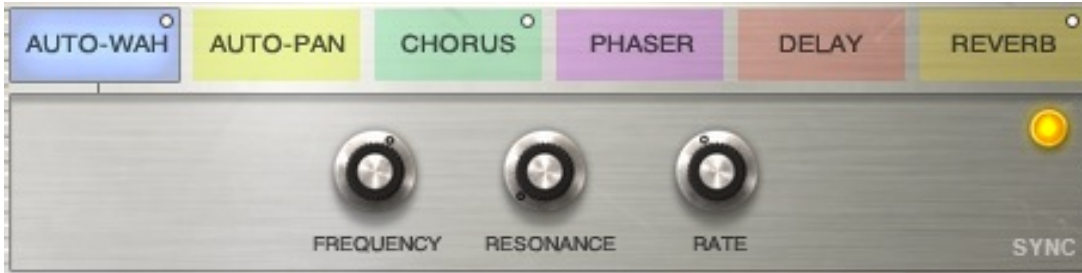 AUTO-WAH AUTO-PAN CHORUS PHASER DELAY REVERB
FREQUENCY RESONANCE RATE SYNC